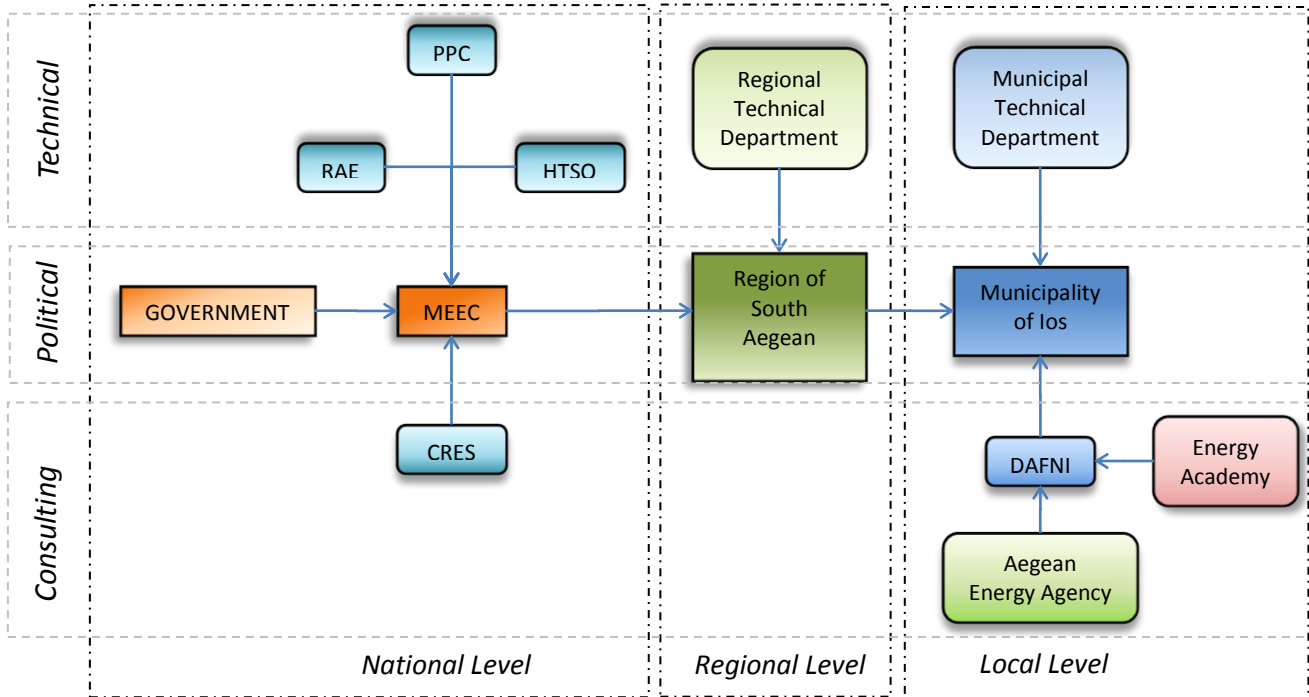 Technical
PPC
RAE
HTSO
Regional
Technical
Department
Municipal
Technical
Department
Political
GOVERNMENT
MEEC
Region of
South
Aegean
Municipality
of Ios
Consulting
CRES
DAFNI
Energy
Academy
Aegean
Energy Agency
National Level
Regional Level
Local Level